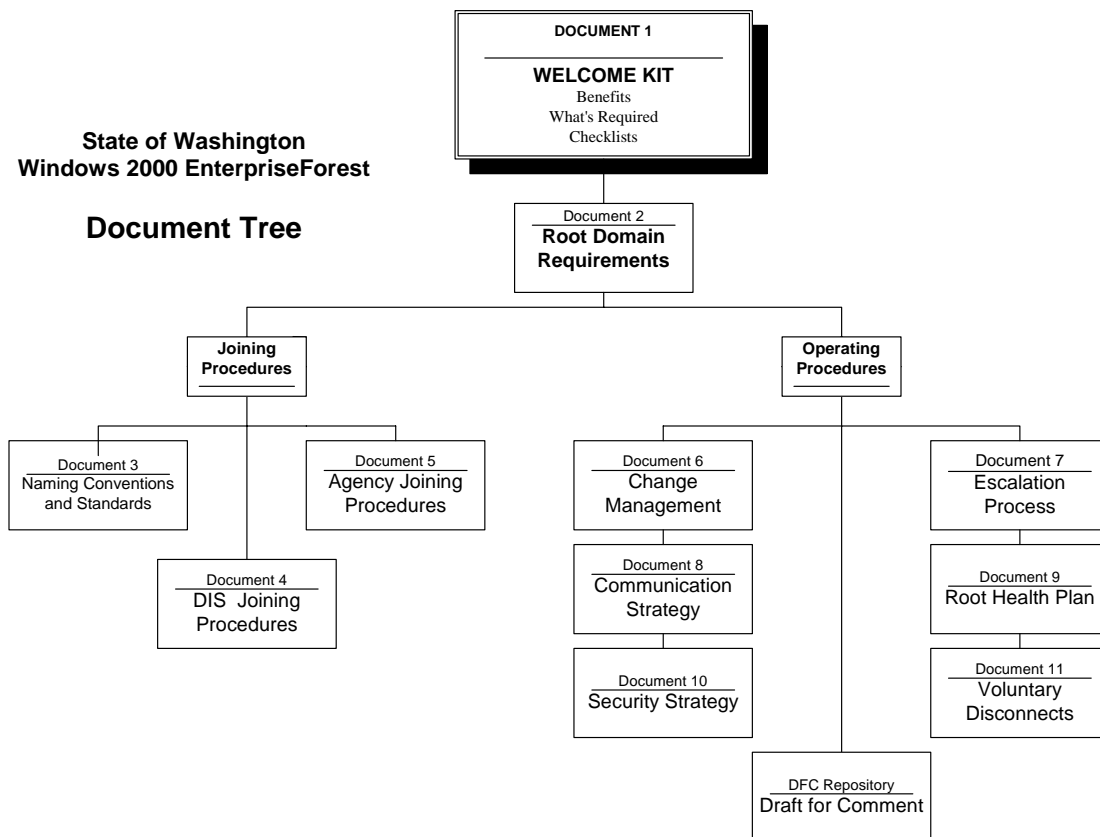 DOCUMENT 1
WELCOME KIT
Benefits
What's Required
Checklists
State of Washington
Windows 2000 EnterpriseForest
Document Tree
Document 2
Root Domain
Requirements
Joining
Procedures
Operating
Procedures
Document 3
Naming Conventions
and Standards
Document 5
Agency Joining
Procedures
Document 4
DIS  Joining
Procedures
Document 6
Change
Management
Document 7
Escalation
Process
Document 8
Communication
Strategy
Document 9
Root Health Plan
Document 10
Security Strategy
Document 11
Voluntary
Disconnects
DFC Repository
Draft for Comment